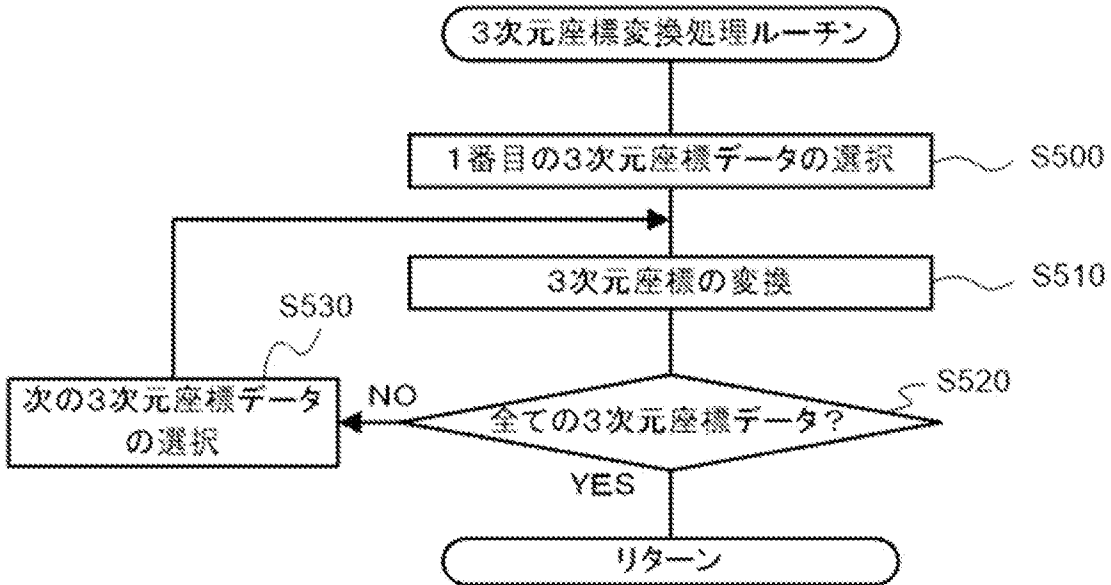 3次元座標変換処理ルーチン
1番目の3次元座標データの選択
S500
3次元座標の変換
S510
S530
S520
次の3次元座標データ
の選択
NO
全ての3次元座標データ?
YES
リターン